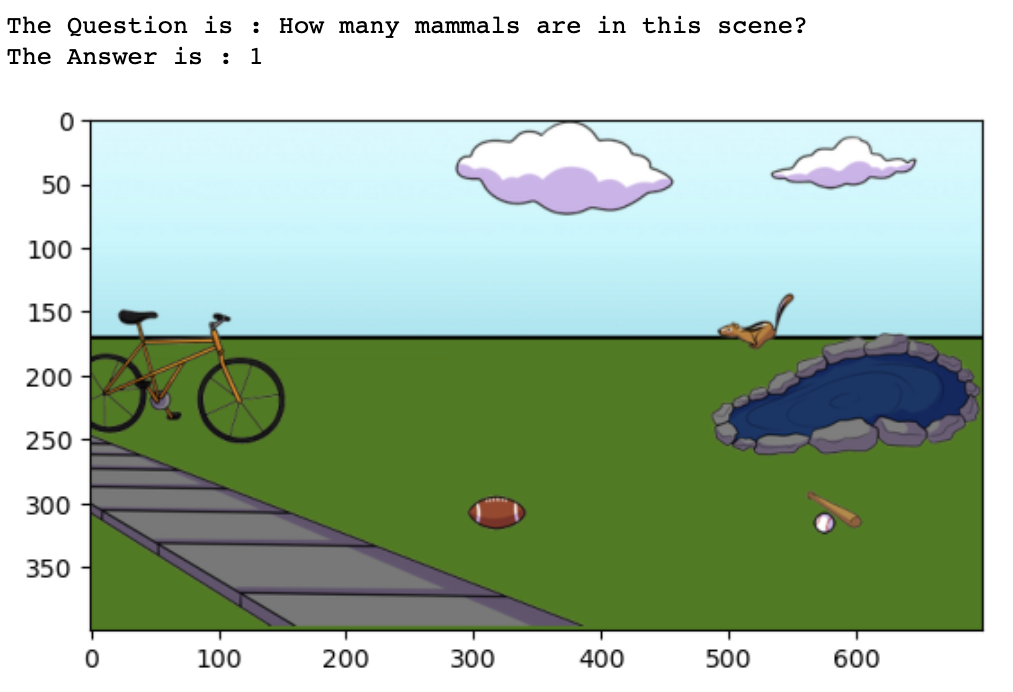 The Question is : How many mammals are in this scene?
The Answer is : 1
0
50
100
150
200
250
300
350
0 100 200 300 400 500 600